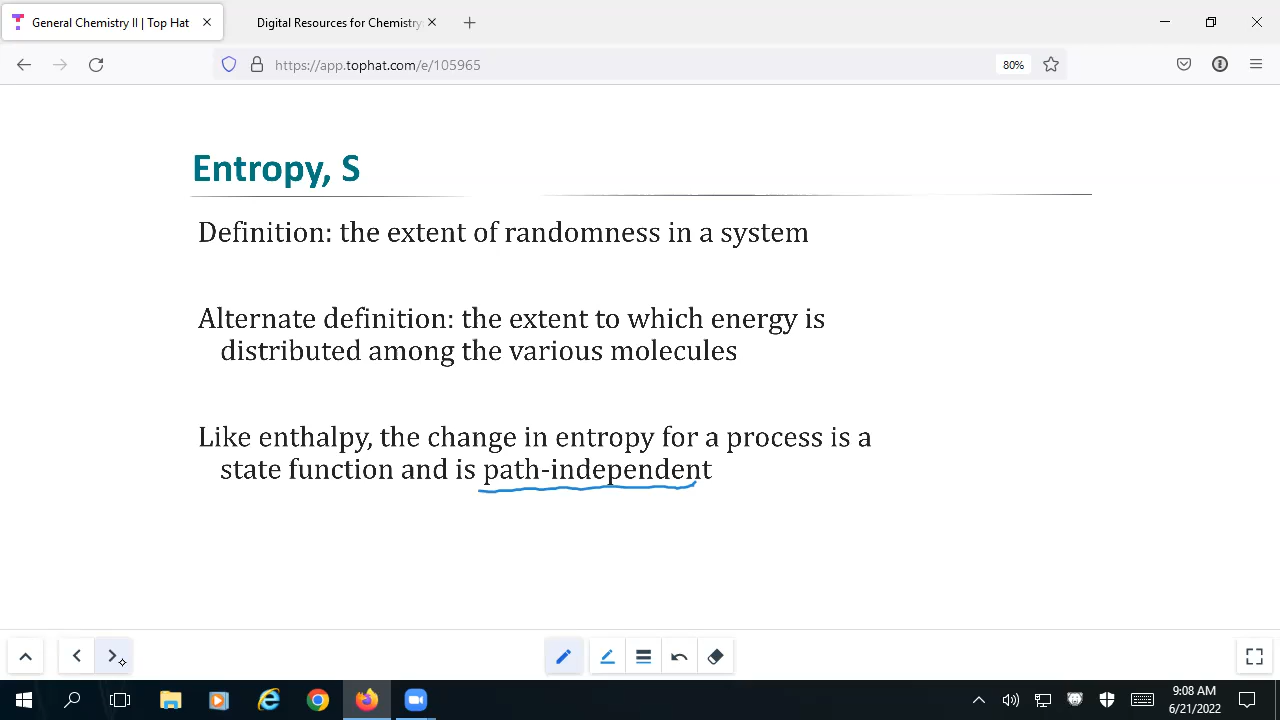 General Chemistry II | Top Hat
Digital Resources for Chemistry
https://app.tophat.com/e/105965
80%
Entropy, S
Definition: the extent of randomness in a system
Alternate definition: the extent to which energy is
distributed among the various molecules
Like enthalpy, the change in entropy for a process is a
state function and is path-independent
9:08 AM
6/21/2022